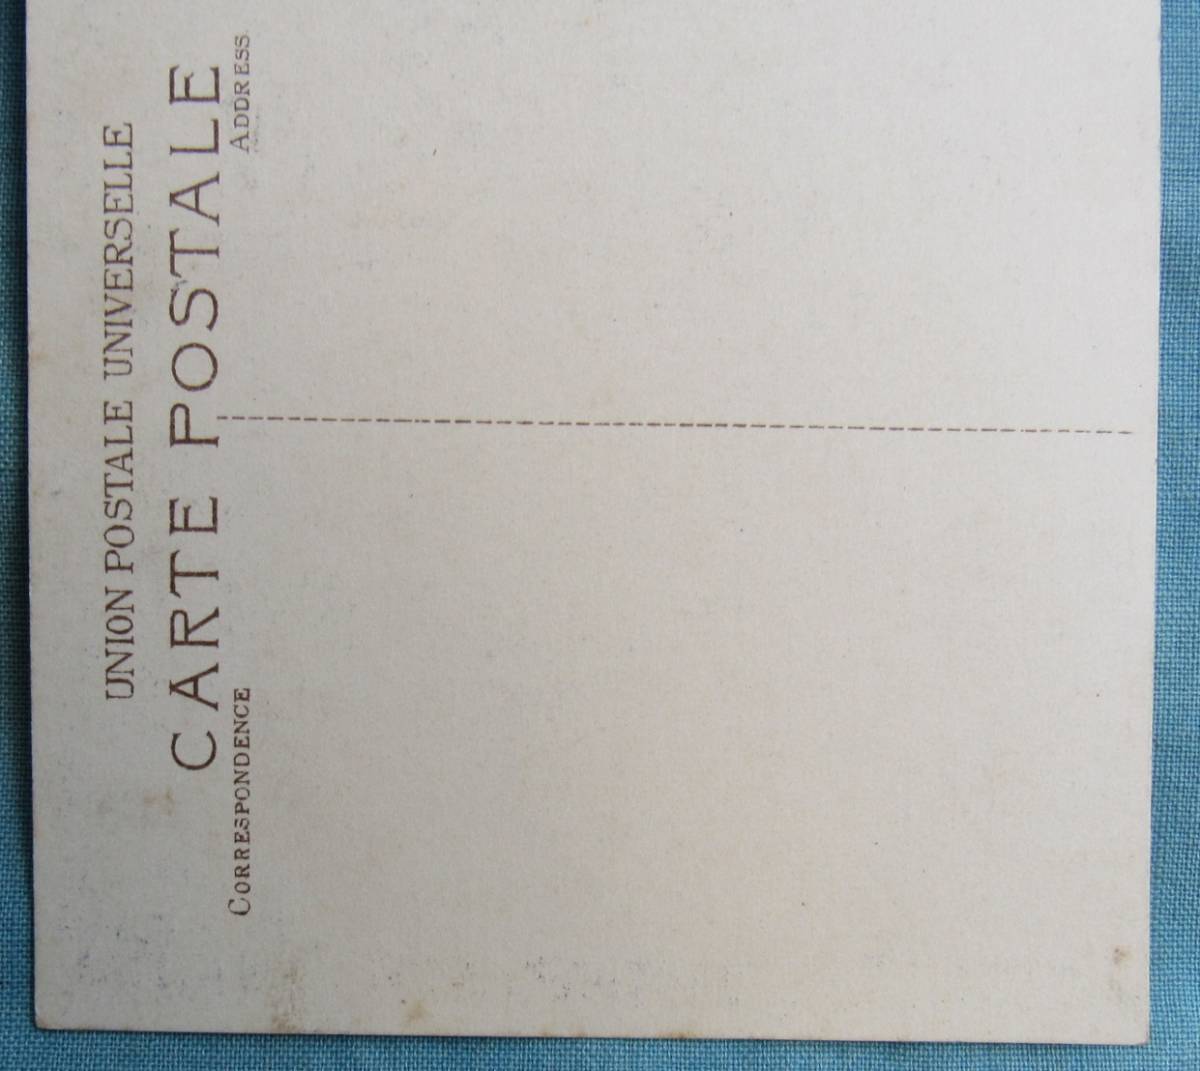 UNION POSTALE UNIVERSELLE
CARTE POSTALE
CORRESPONDENCE
ADDRESS